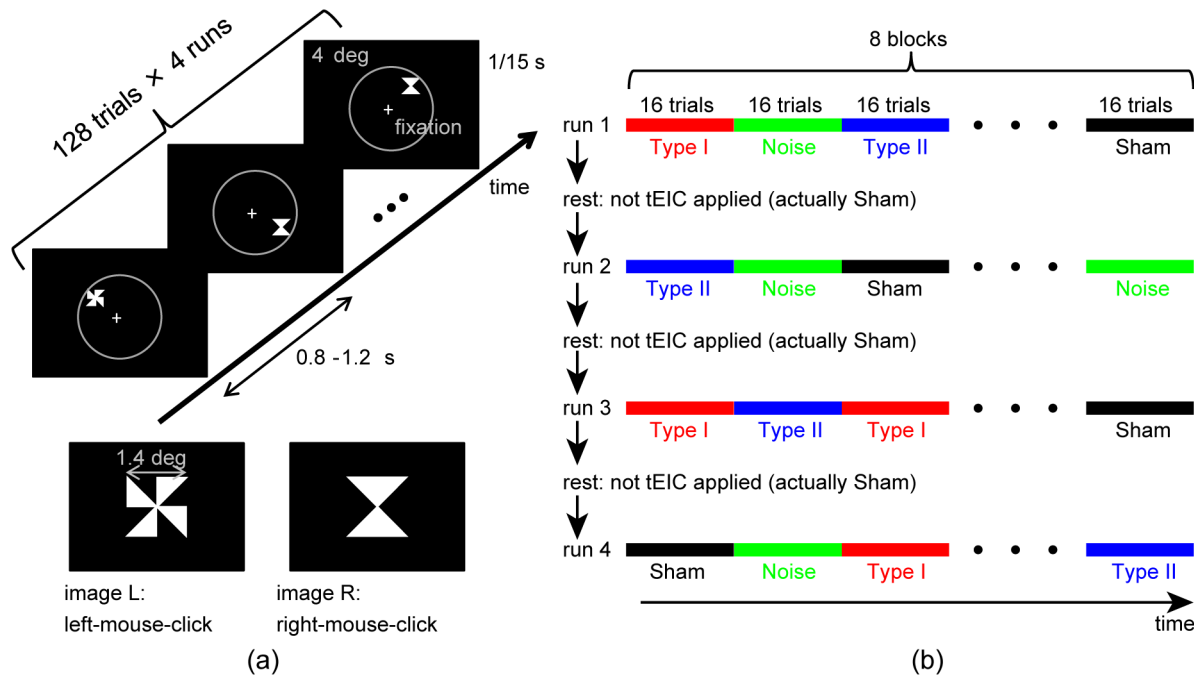 128 trials × 4 runs
4 deg
1/15 s
fixation
time
0.8 -1.2 s
1.4 deg
image L:
left-mouse-click
image R:
right-mouse-click
(a)
8 blocks
16 trials 16 trials 16 trials 16 trials
run 1
Type I Noise Type II Sham
rest: not tEIC applied (actually Sham)
run 2
Type II Noise Sham Noise
rest: not tEIC applied (actually Sham)
run 3
Type I Type II Type I Sham
rest: not tEIC applied (actually Sham)
run 4
Sham Noise Type I Type II
time
(b)